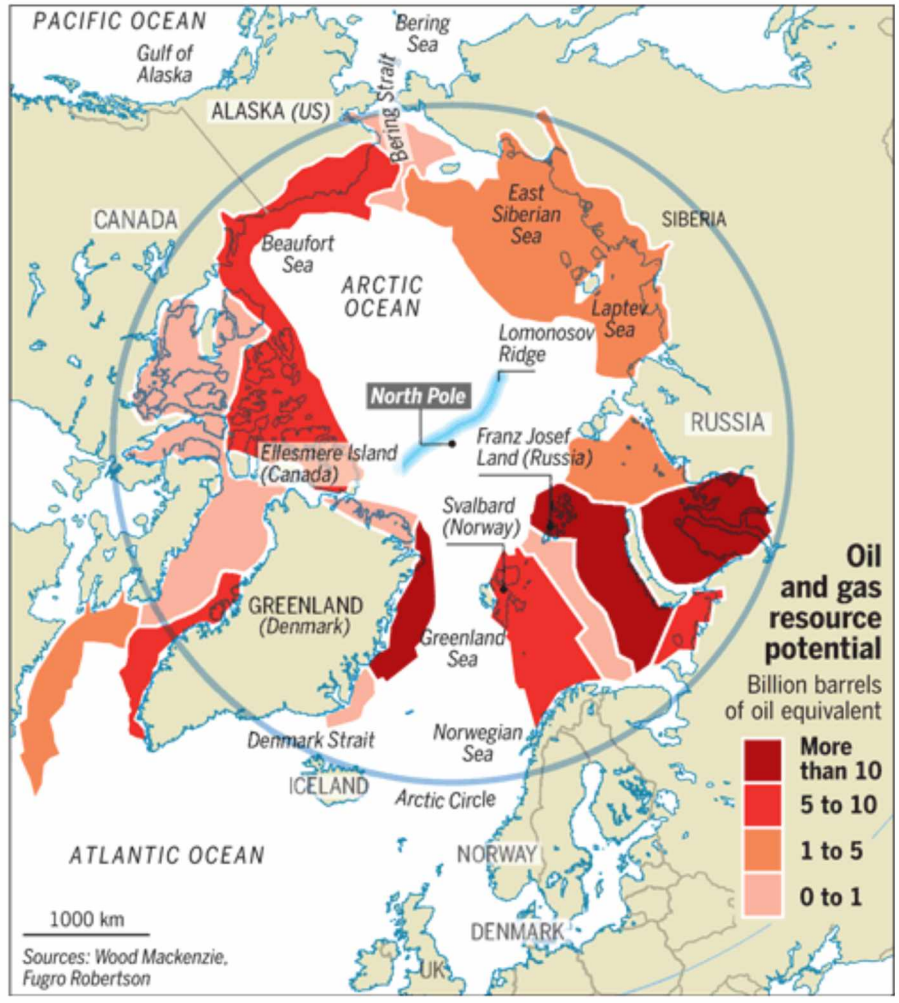 PACIFIC OCEAN
Bering
Sea
Gulf of
Alaska
Bering Strait
ALASKA (US)
East
Siberian
Sea
SIBERIA
CANADA
Beaufort
Sea
ARCTIC
OCEAN
Laptev
Sea
Lomonosov
Ridge
North Pole
RUSSIA
Franz Josef
Land (Russia)
Ellesmere Island
(Canada)
Svalbard
(Norway)
GREENLAND
(Denmark)
Greenland
Sea
Denmark Strait
Norwegian
Sea
ICELAND
Arctic Circle
ATLANTIC OCEAN
NORWAY
DENMARK
UK
Oil
and gas
resource
potential
Billion barrels
of oil equivalent
More
than 10
5 to 10
1 to 5
0 to 1
1000 km
Sources: Wood Mackenzie,
Fugro Robertson